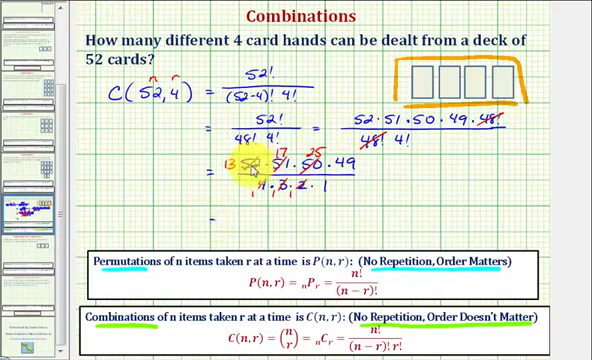 Combinations
How many different 4 card hands can be dealt from a deck of
52 cards?
n r
C(52,4) = 52! / (52-4)! 4!
= 52! / 48! 4! = 52·51·50·49·48! / 48! 4!
13 17 25
= 52·51·50·49 / 4·3·2·1
1 1 1
=
Permutations of n items taken r at a time is P(n, r): (No Repetition, Order Matters)
P(n, r) = nPr = n! / (n − r)!
Combinations of n items taken r at a time is C(n, r): (No Repetition, Order Doesn't Matter)
C(n, r) = (n r) = nCr = n! / (n − r)! r!